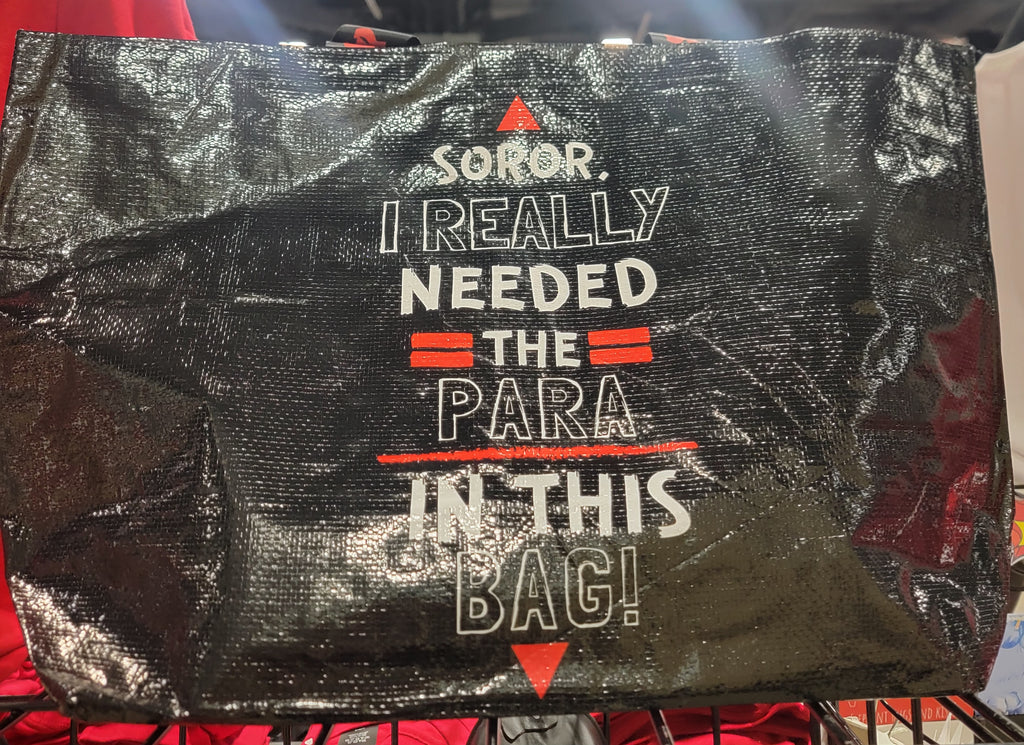 SOROR,
I REALLY
NEEDED
THE
PARA
IN THIS
BAG!